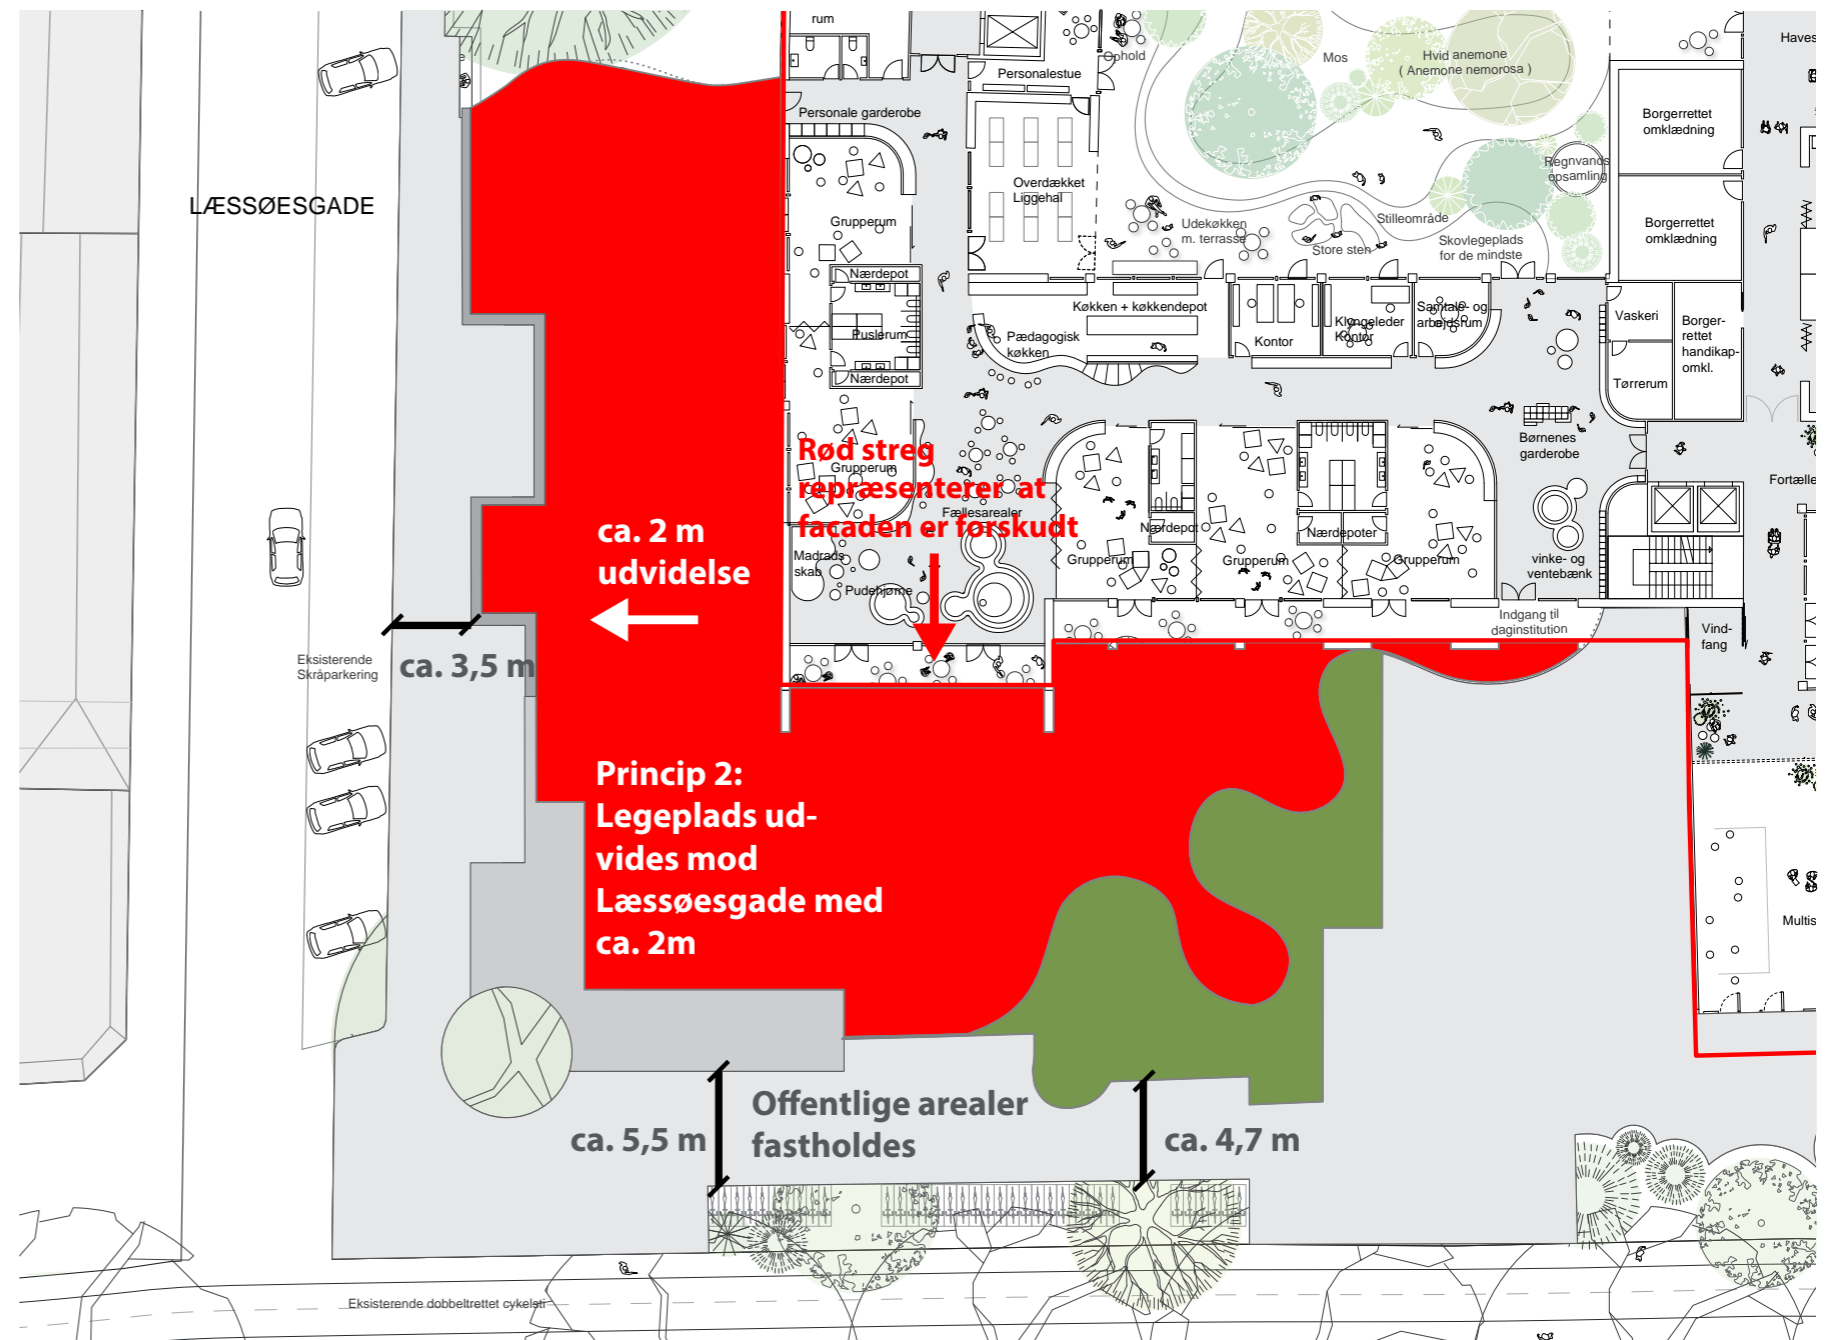 rum
Personalestue
Ophold
Mos
Hvid anemone
( Anemone nemorosa )
Personale garderobe
Borgerrettet
omklædning
Overdækket
Liggehal
Regnvands
opsamling
LÆSSØESGADE
Grupperum
Udekøkken
m. terrasse
Stilleområde
Store sten
Skovlegeplads
for de mindste
Borgerrettet
omklædning
Nærdepot
Puslerum
Nærdepot
Køkken + køkkendepot
Pædagogisk
køkken
Kontor
Klyngeleder
Kontor
Samtale- og
arbejdsrum
Vaskeri
Borger-
rettet
handikap-
omkl.
Tørrerum
Børnenes
garderobe
Rød streg
repræsenterer at
facaden er forskudt
Grupperum
Fællesarealer
Madrads
skab
Pudehjørne
Nærdepot
Nærdepoter
Grupperum
Grupperum
Grupperum
vinke- og
ventebænk
ca. 2 m
udvidelse
Indgang til
daginstitution
Vind-
fang
Eksisterende
Skråparkering
ca. 3,5 m
Princip 2:
Legeplads ud-
vides mod
Læssøesgade med
ca. 2m
Offentlige arealer
fastholdes
ca. 5,5 m
ca. 4,7 m
Eksisterende dobbeltrettet cykelsti
Haves
Fortælle
Multis